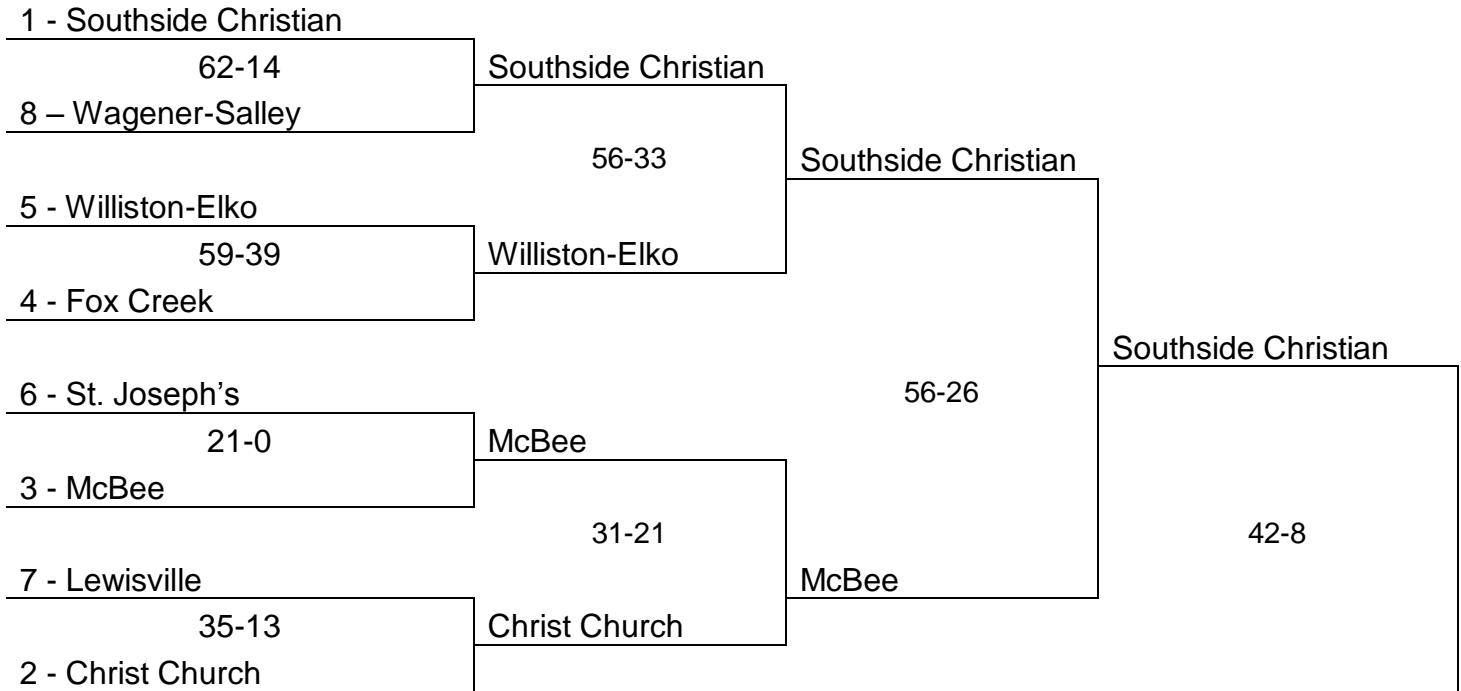 1 - Southside Christian
62-14
Southside Christian
8 – Wagener-Salley
56-33
Southside Christian
5 - Williston-Elko
59-39
Williston-Elko
4 - Fox Creek
Southside Christian
6 - St. Joseph’s
56-26
21-0
McBee
3 - McBee
31-21
42-8
7 - Lewisville
McBee
35-13
Christ Church
2 - Christ Church